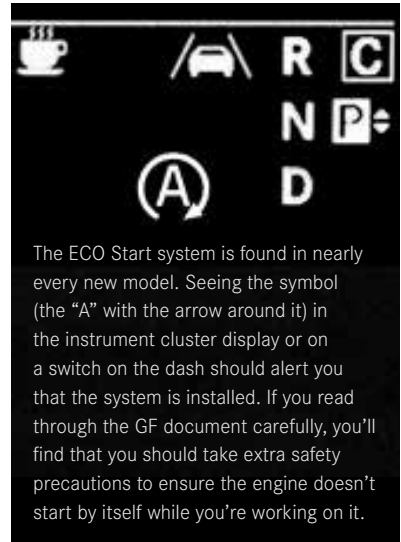 R C
N P
A D
The ECO Start system is found in nearly
every new model. Seeing the symbol
(the “A” with the arrow around it) in
the instrument cluster display or on
a switch on the dash should alert you
that the system is installed. If you read
through the GF document carefully, you’ll
find that you should take extra safety
precautions to ensure the engine doesn’t
start by itself while you’re working on it.